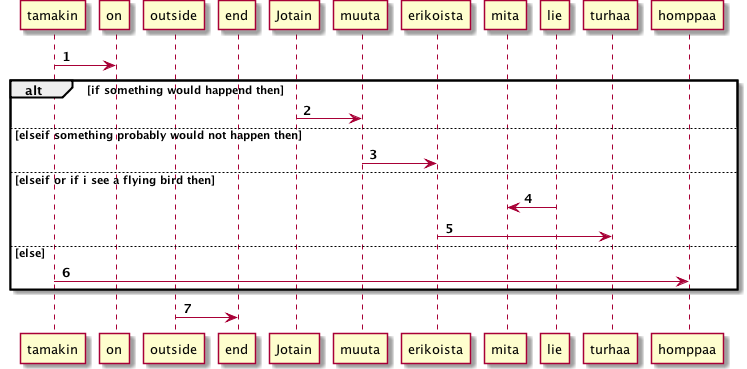 tamakin on outside end Jotain muuta erikoista mita lie turhaa homppaa
1
alt [if something would happend then]
2
[elseif something probably would not happen then]
3
[elseif or if i see a flying bird then]
4
5
[else]
6
7
tamakin on outside end Jotain muuta erikoista mita lie turhaa homppaa